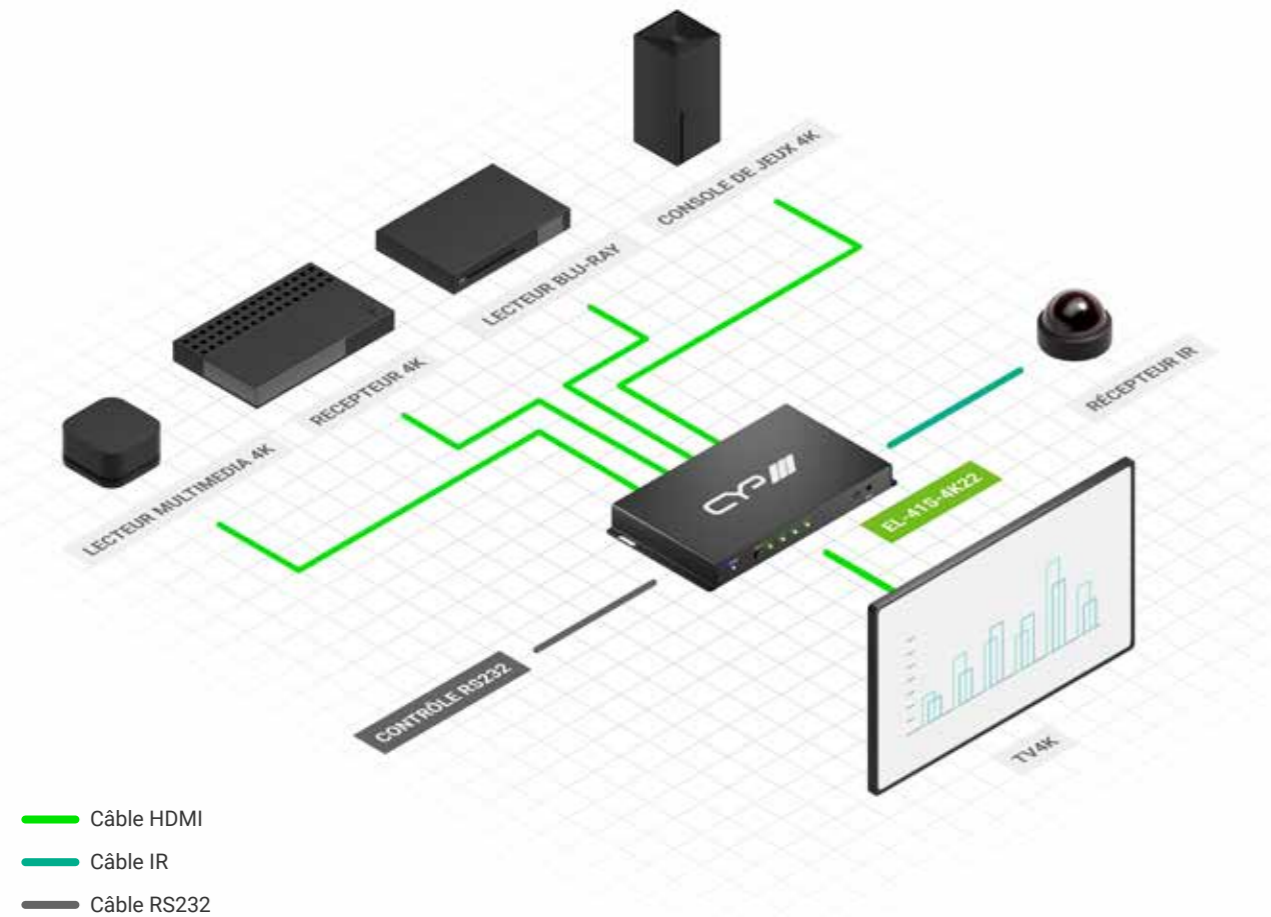 CONSOLE DE JEUX 4K
LECTEUR BLU-RAY
RECEPTEUR 4K
LECTEUR MULTIMEDIA 4K
RÉCEPTEUR IR
CYP
EL-41S-4K22
CONTRÔLE RS232
TV4K
Câble HDMI
Câble IR
Câble RS232